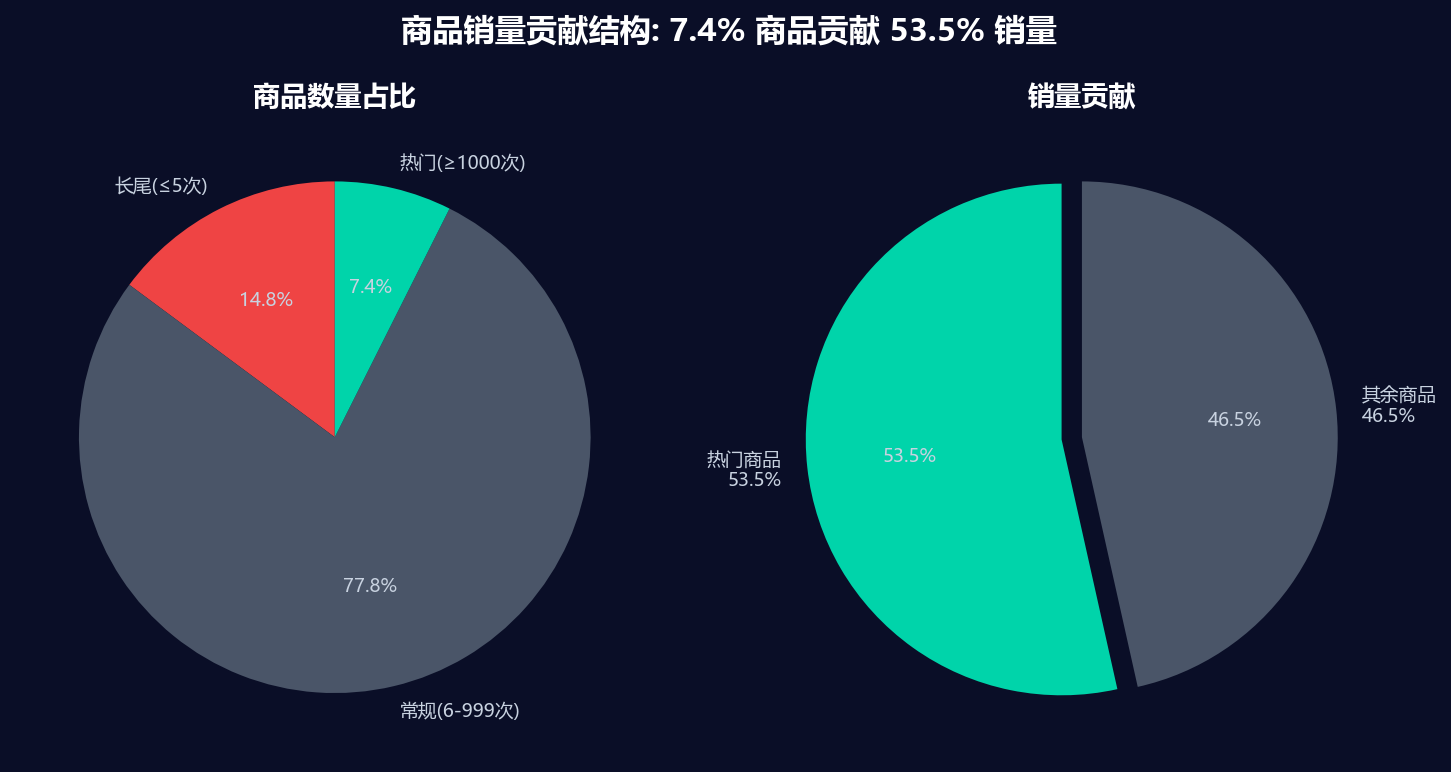 商品销量贡献结构: 7.4% 商品贡献 53.5% 销量
商品数量占比
热门(≥1000次)
长尾(≤5次)
7.4%
14.8%
77.8%
常规(6-999次)
销量贡献
其余商品
46.5%
46.5%
热门商品
53.5%
53.5%